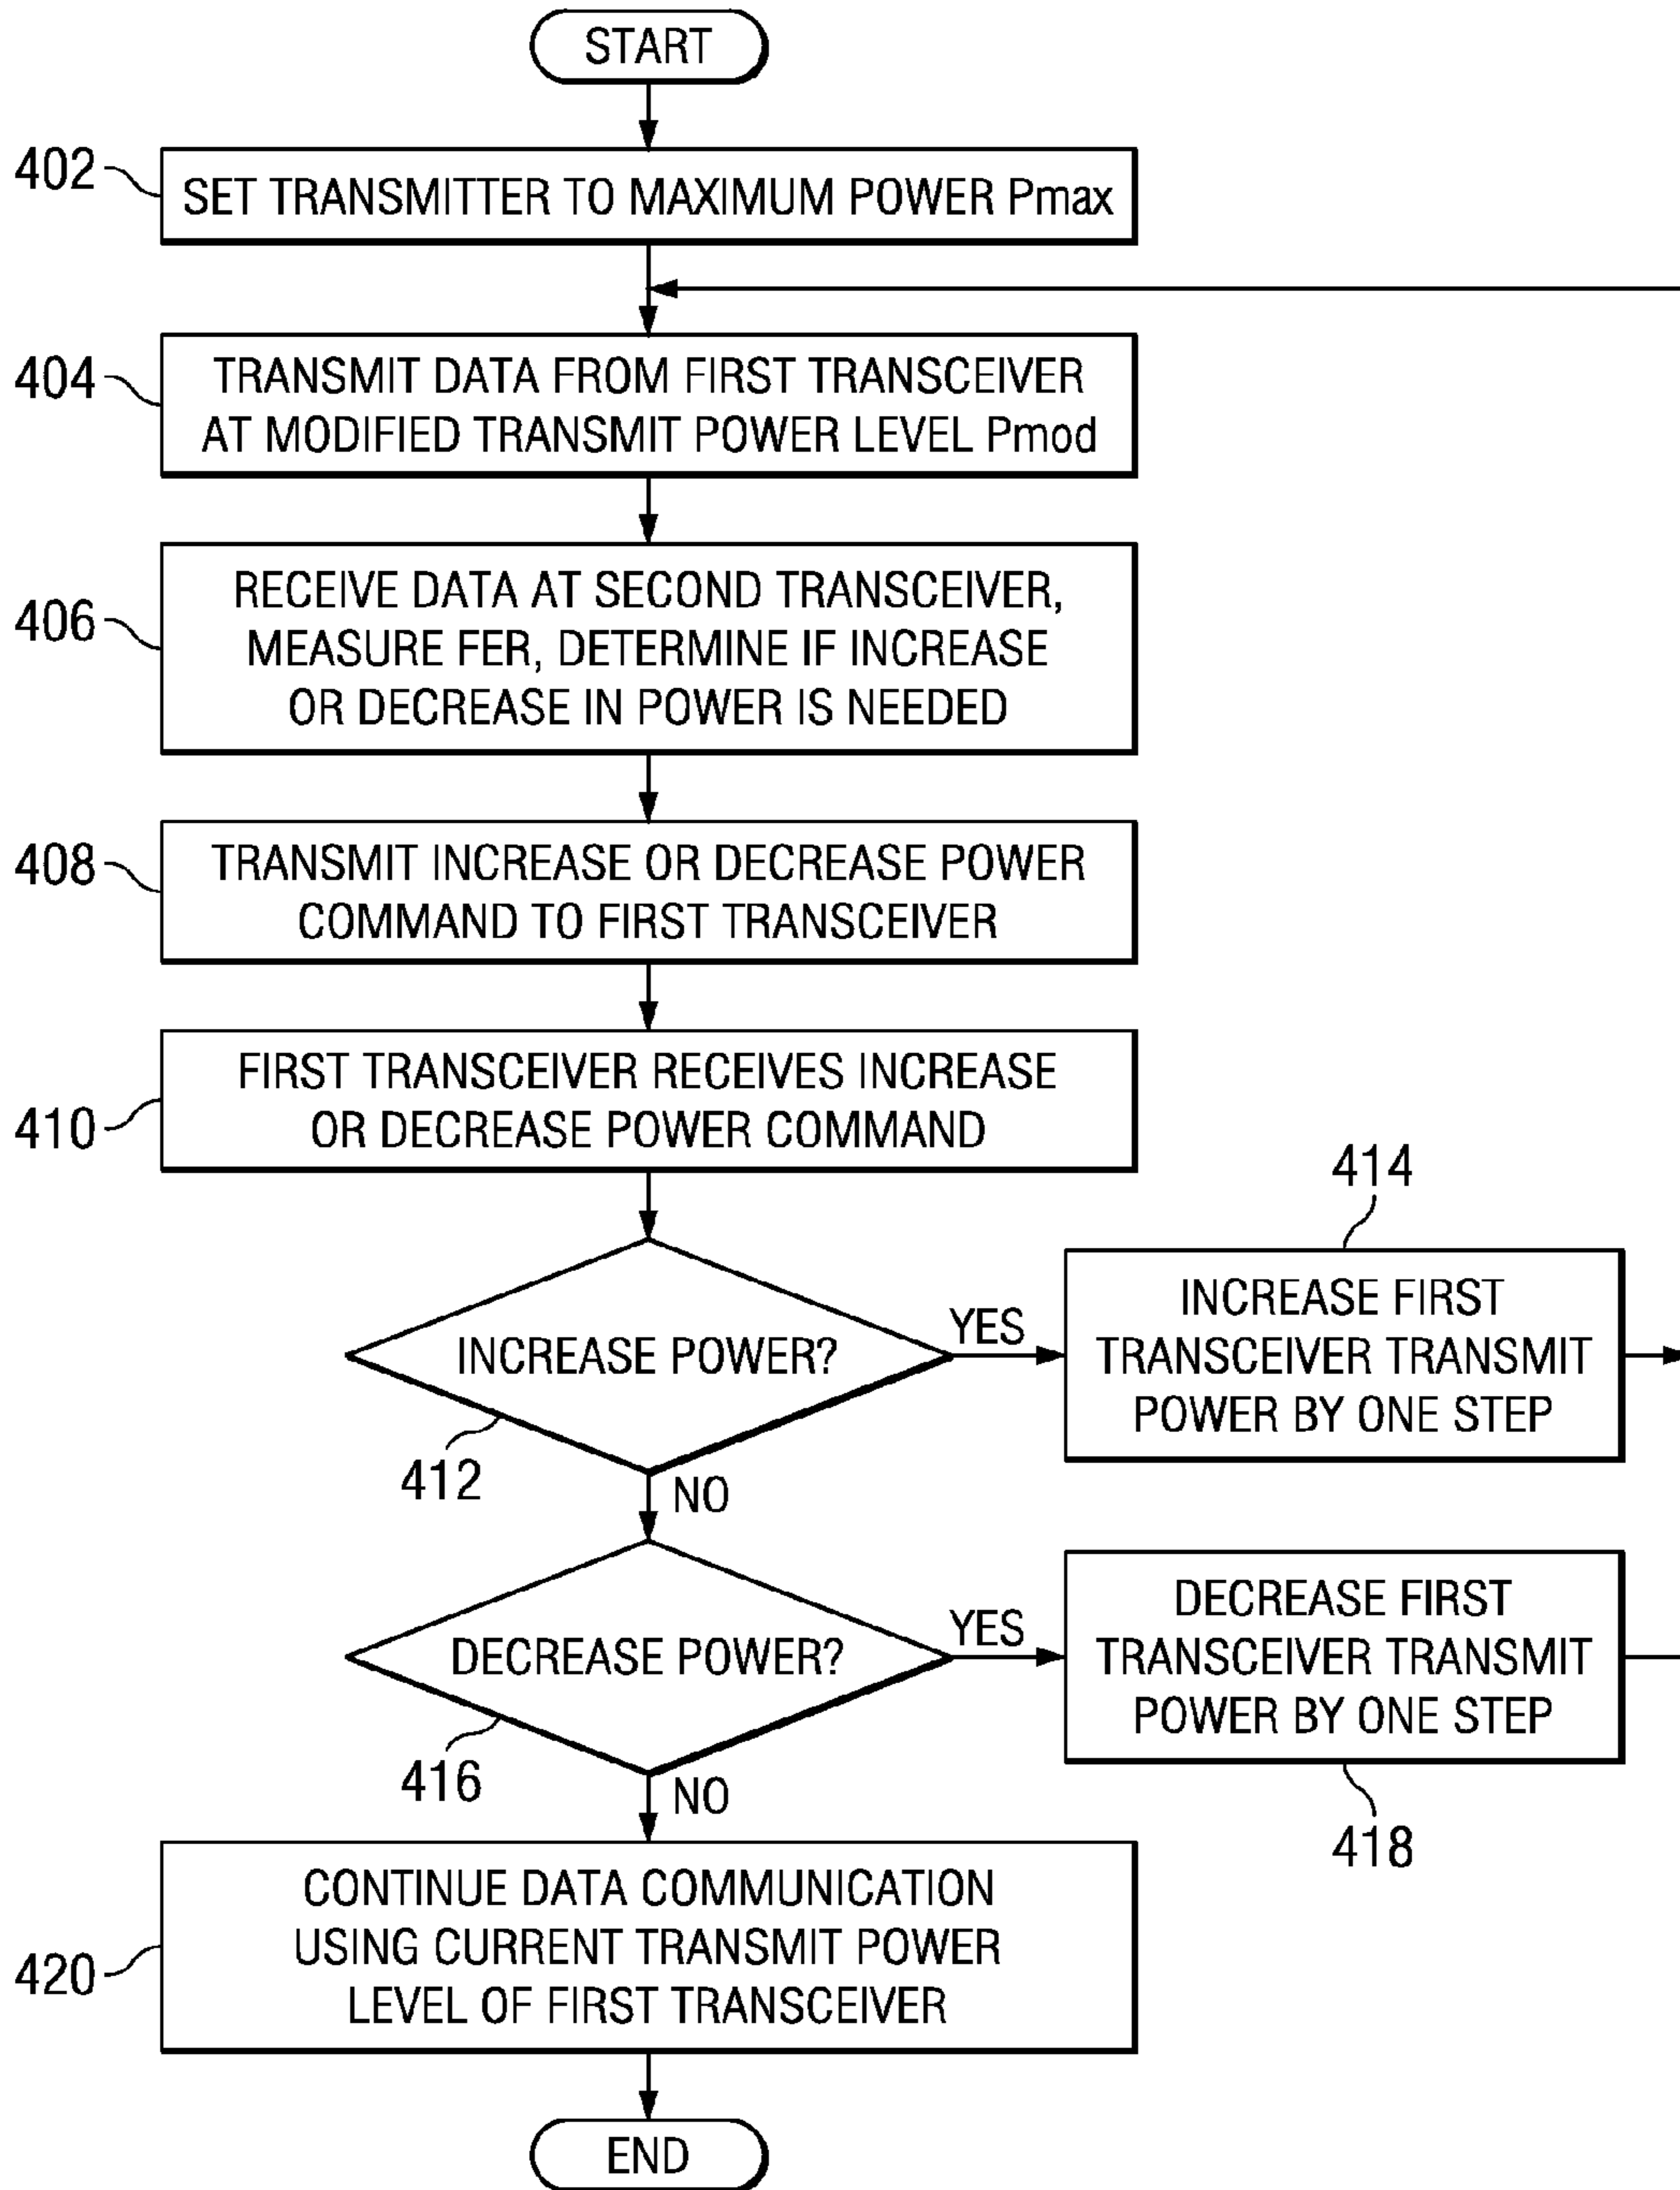 START
402
SET TRANSMITTER TO MAXIMUM POWER Pmax
404
TRANSMIT DATA FROM FIRST TRANSCEIVER
AT MODIFIED TRANSMIT POWER LEVEL Pmod
406
RECEIVE DATA AT SECOND TRANSCEIVER,
MEASURE FER, DETERMINE IF INCREASE
OR DECREASE IN POWER IS NEEDED
408
TRANSMIT INCREASE OR DECREASE POWER
COMMAND TO FIRST TRANSCEIVER
410
FIRST TRANSCEIVER RECEIVES INCREASE
OR DECREASE POWER COMMAND
412
INCREASE POWER?
YES
414
INCREASE FIRST
TRANSCEIVER TRANSMIT
POWER BY ONE STEP
NO
416
DECREASE POWER?
YES
DECREASE FIRST
TRANSCEIVER TRANSMIT
POWER BY ONE STEP
418
NO
420
CONTINUE DATA COMMUNICATION
USING CURRENT TRANSMIT POWER
LEVEL OF FIRST TRANSCEIVER
END